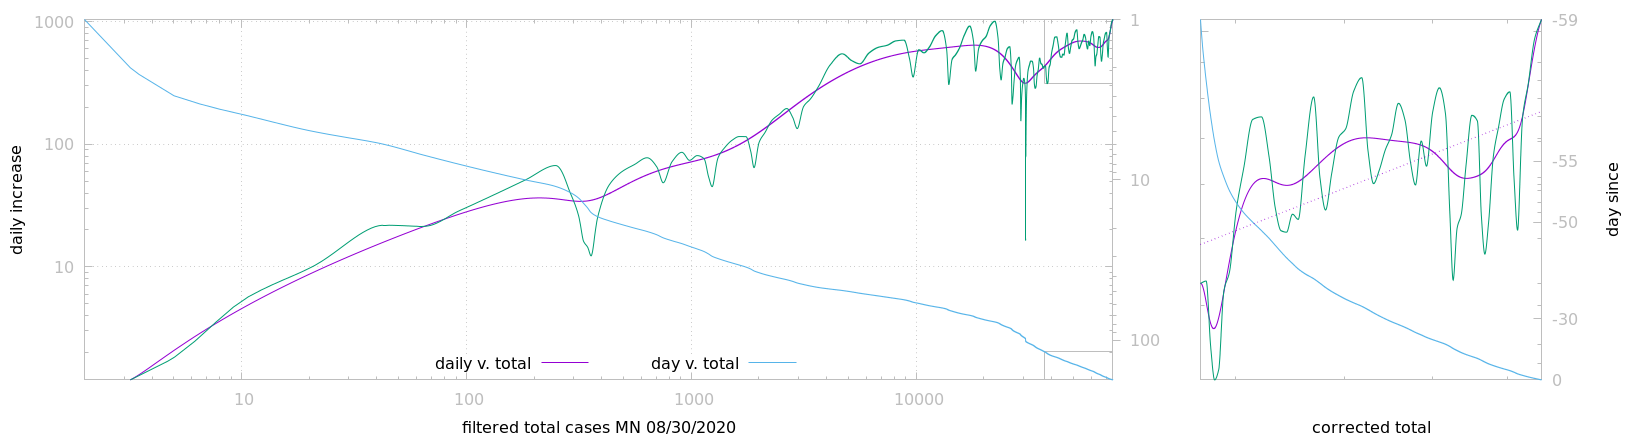 1000
100
10
daily increase
daily v. total
day v. total
10
100
1000
10000
filtered total cases MN 08/30/2020
1
10
100
-59
-55
-50
-30
0
day since
corrected total